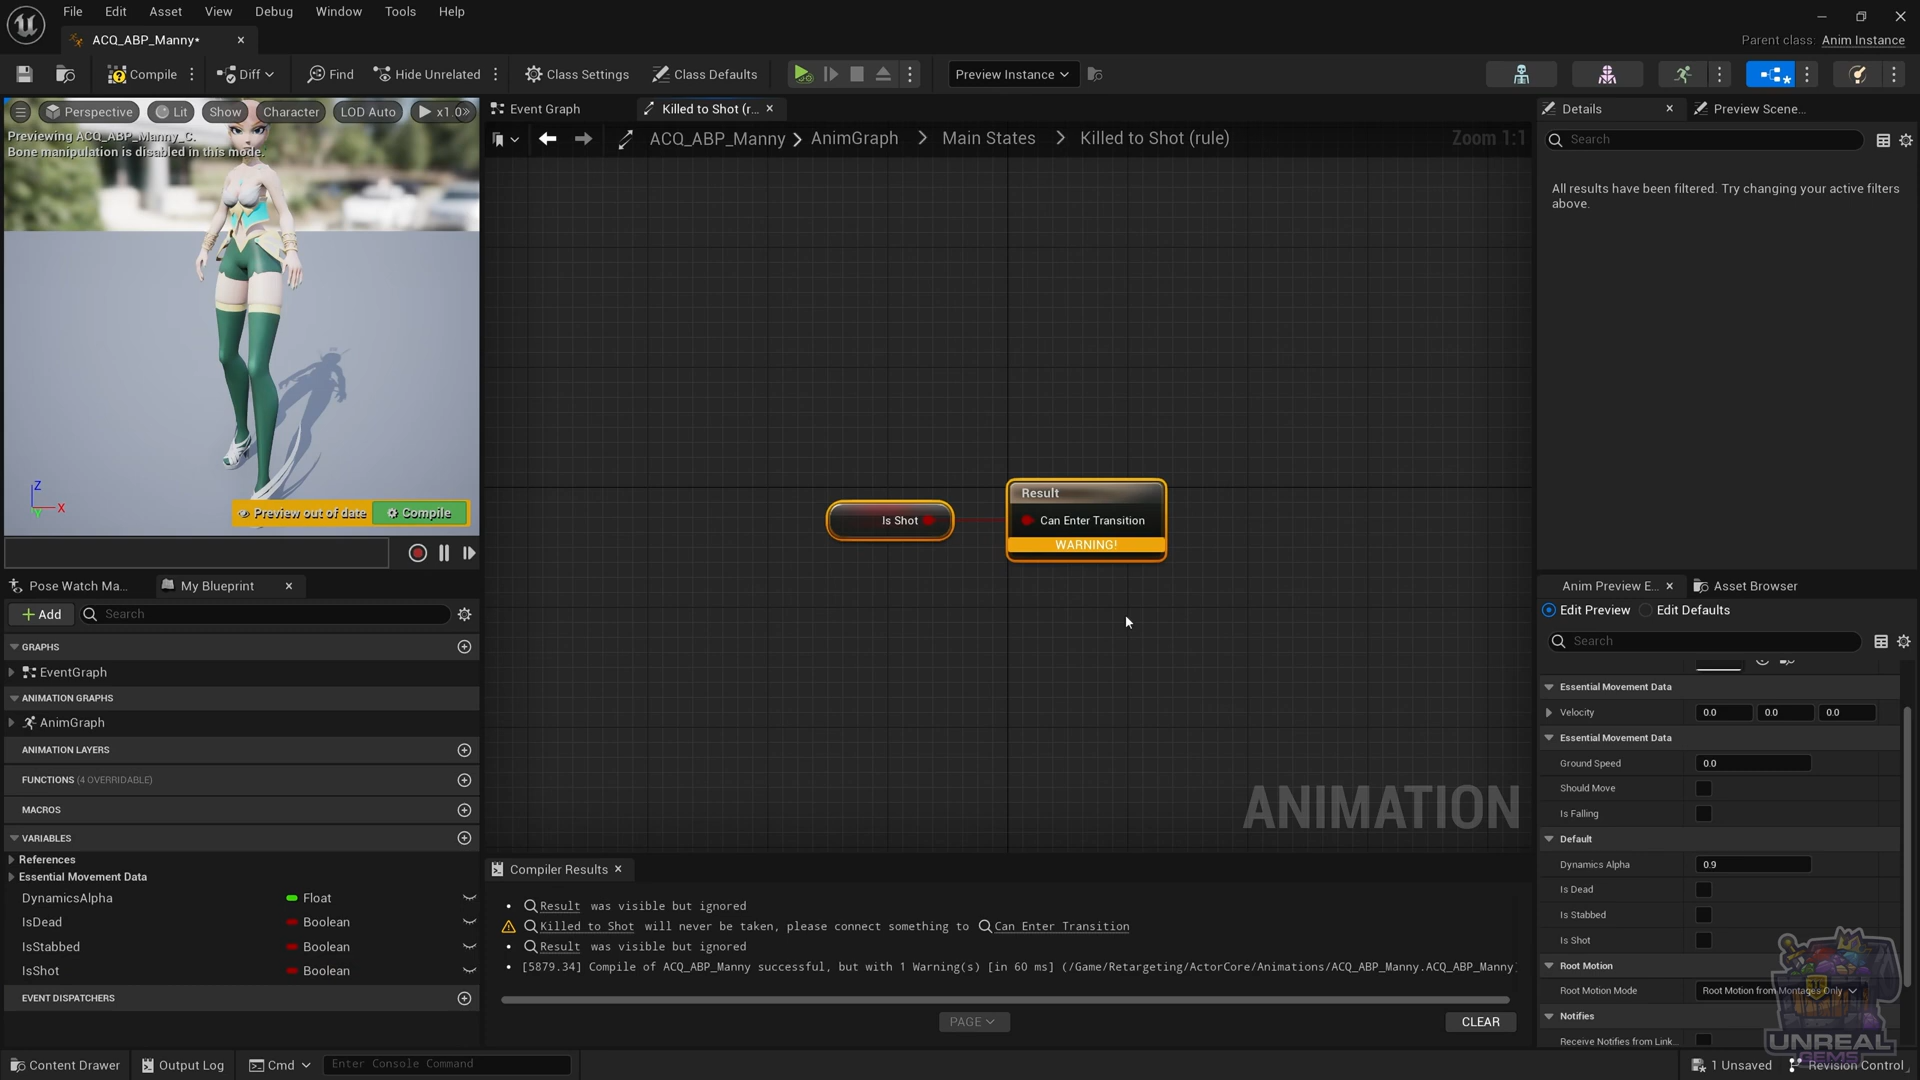 File Edit Asset View Debug Window Tools Help
ACQ_ABP_Manny*
Parent class: Anim Instance
Compile Diff Find Hide Unrelated Class Settings Class Defaults Preview Instance
Perspective Lit Show Character LOD Auto x1.0
Previewing ACQ_ABP_Manny_C.
Bone manipulation is disabled in this mode.
Z
X
Y
Preview out of date Compile
Event Graph Killed to Shot (r...
ACQ_ABP_Manny AnimGraph Main States Killed to Shot (rule) Zoom 1:1
Is Shot
Result
Can Enter Transition
WARNING!
ANIMATION
Details Preview Scene...
Search
All results have been filtered. Try changing your active filters
above.
Pose Watch Ma... My Blueprint
Add Search
GRAPHS
EventGraph
ANIMATION GRAPHS
AnimGraph
ANIMATION LAYERS
FUNCTIONS (4 OVERRIDABLE)
MACROS
VARIABLES
References
Essential Movement Data
DynamicsAlpha Float
IsDead Boolean
IsStabbed Boolean
IsShot Boolean
EVENT DISPATCHERS
Compiler Results
Result was visible but ignored
Killed to Shot will never be taken, please connect something to Can Enter Transition
Result was visible but ignored
[5879.34] Compile of ACQ_ABP_Manny successful, but with 1 Warning(s) [in 60 ms] (/Game/Retargeting/ActorCore/Animations/ACQ_ABP_Manny.ACQ_ABP_Manny
PAGE CLEAR
Anim Preview E... Asset Browser
Edit Preview Edit Defaults
Search
Essential Movement Data
Velocity 0.0 0.0 0.0
Essential Movement Data
Ground Speed 0.0
Should Move
Is Falling
Default
Dynamics Alpha 0.9
Is Dead
Is Stabbed
Is Shot
Root Motion
Root Motion Mode Root Motion from Montages Only
Notifies
Receive Notifies from Link...
UNREAL
GEMS
Content Drawer Output Log Cmd Enter Console Command 1 Unsaved Revision Control